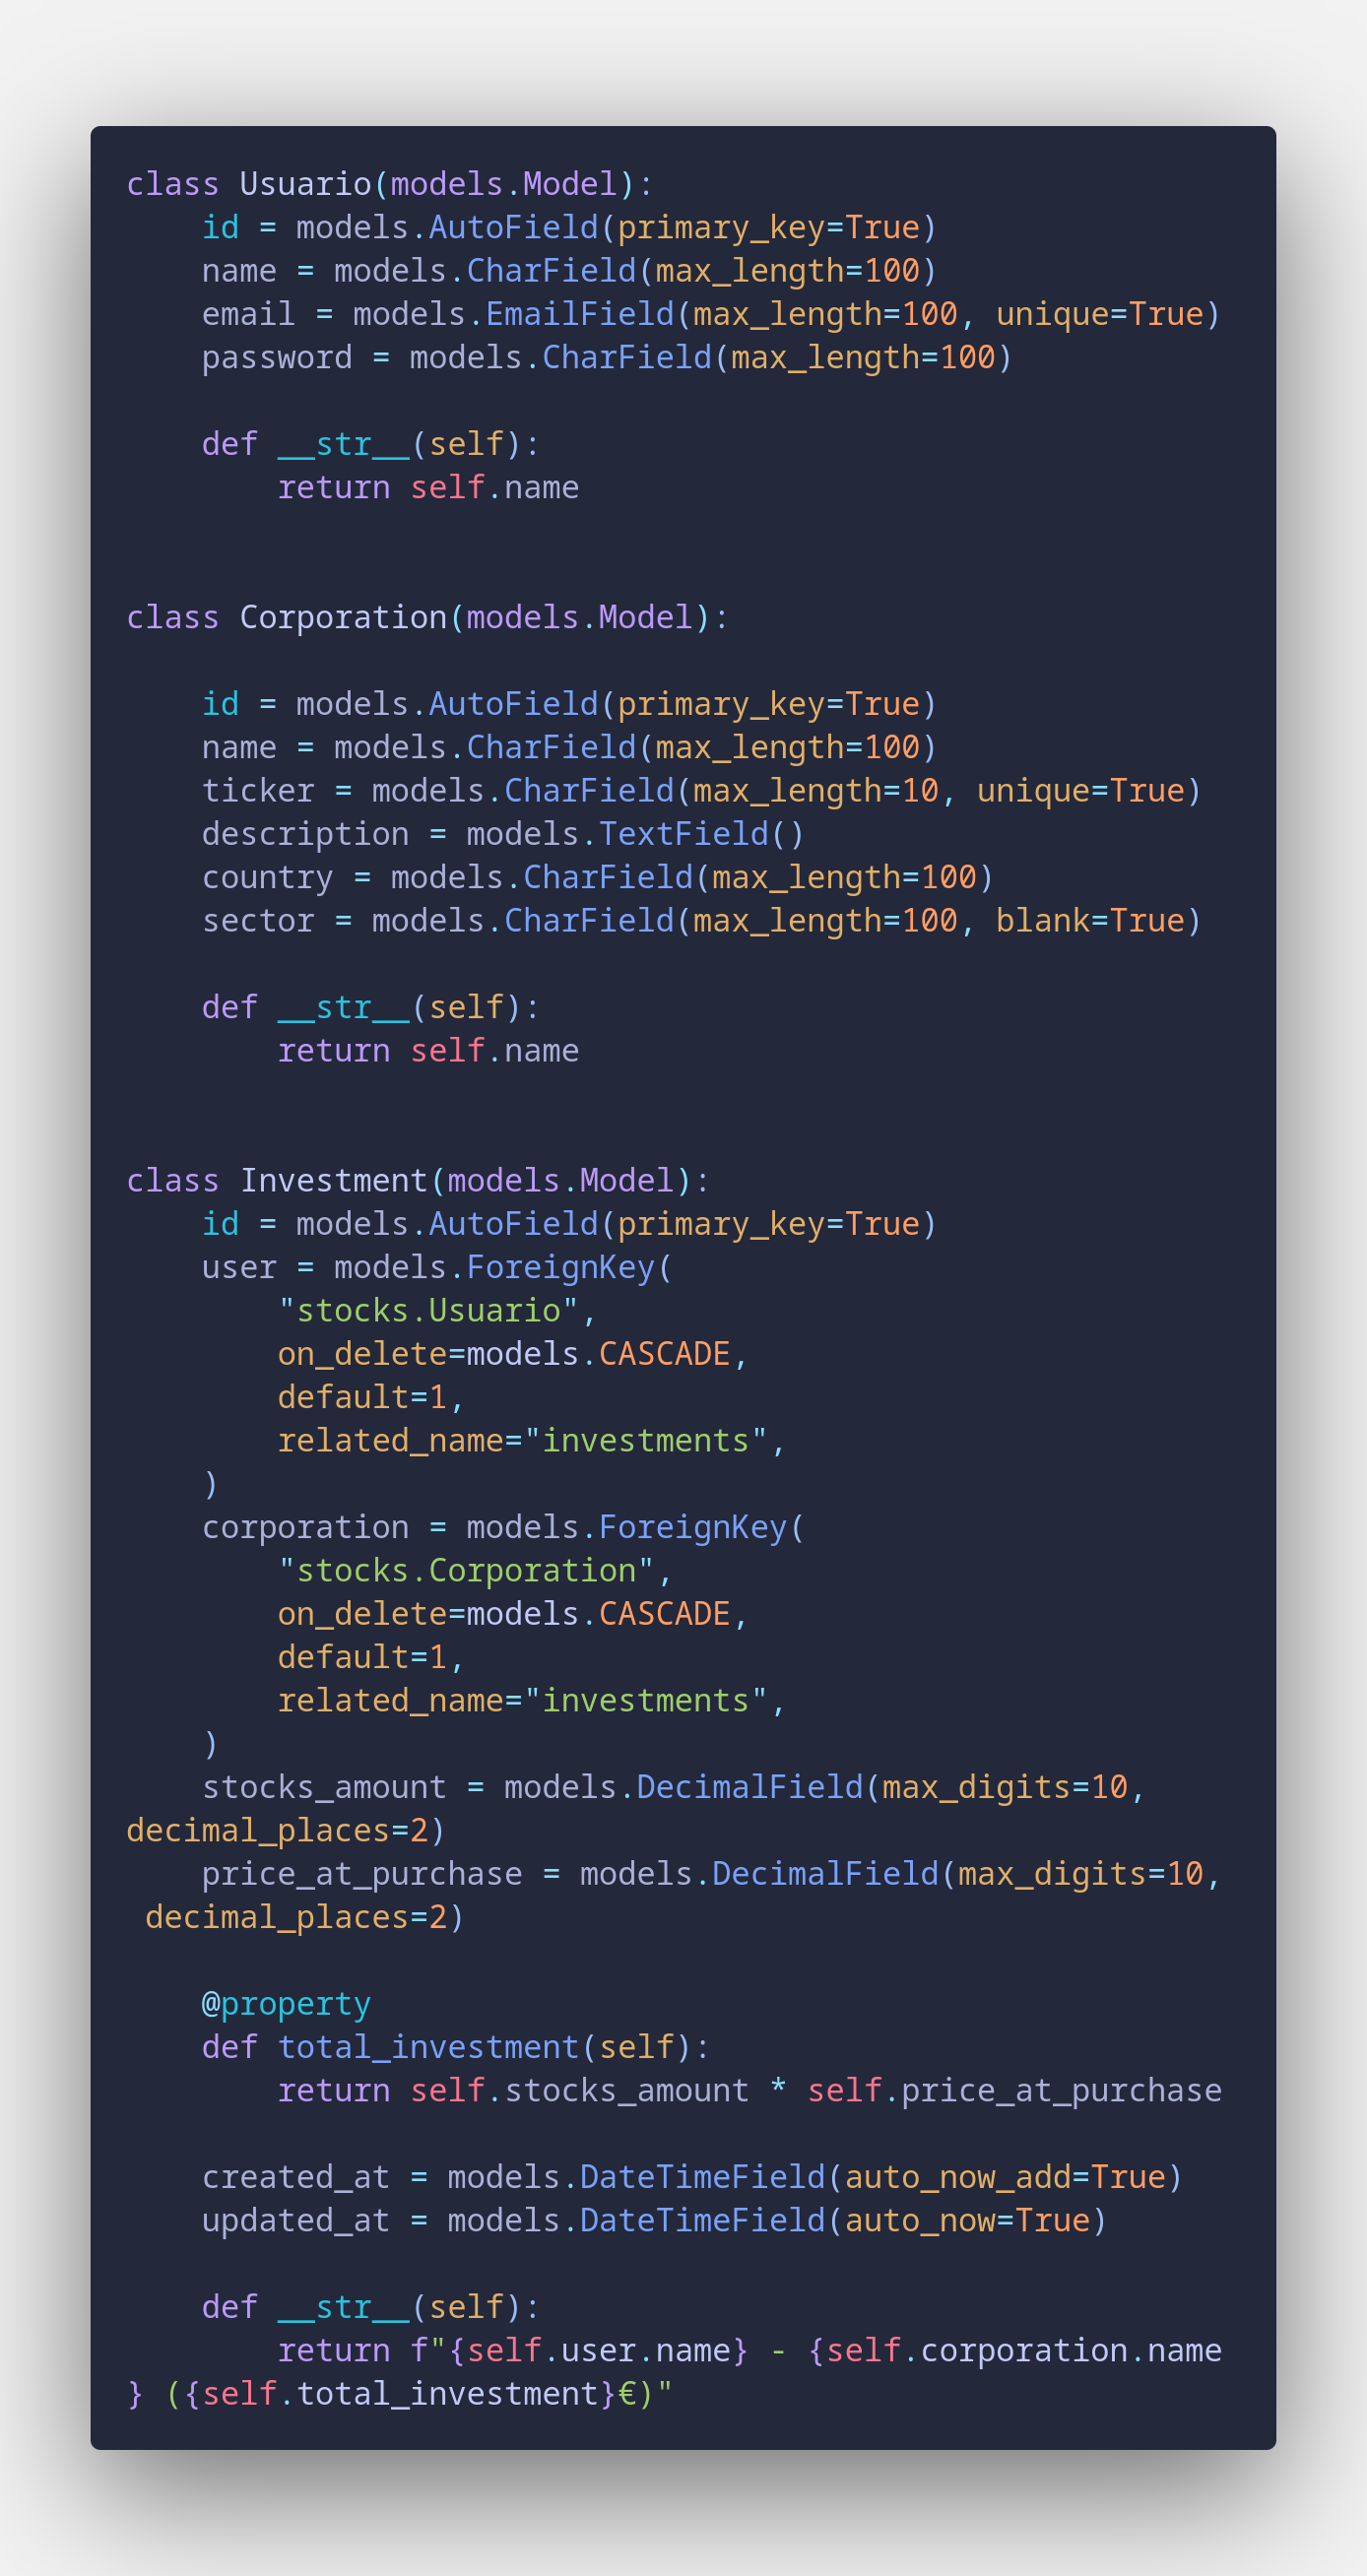 class Usuario(models.Model):
    id = models.AutoField(primary_key=True)
    name = models.CharField(max_length=100)
    email = models.EmailField(max_length=100, unique=True)
    password = models.CharField(max_length=100)

    def __str__(self):
        return self.name


class Corporation(models.Model):

    id = models.AutoField(primary_key=True)
    name = models.CharField(max_length=100)
    ticker = models.CharField(max_length=10, unique=True)
    description = models.TextField()
    country = models.CharField(max_length=100)
    sector = models.CharField(max_length=100, blank=True)

    def __str__(self):
        return self.name


class Investment(models.Model):
    id = models.AutoField(primary_key=True)
    user = models.ForeignKey(
        "stocks.Usuario",
        on_delete=models.CASCADE,
        default=1,
        related_name="investments",
    )
    corporation = models.ForeignKey(
        "stocks.Corporation",
        on_delete=models.CASCADE,
        default=1,
        related_name="investments",
    )
    stocks_amount = models.DecimalField(max_digits=10,
decimal_places=2)
    price_at_purchase = models.DecimalField(max_digits=10,
 decimal_places=2)

    @property
    def total_investment(self):
        return self.stocks_amount * self.price_at_purchase

    created_at = models.DateTimeField(auto_now_add=True)
    updated_at = models.DateTimeField(auto_now=True)

    def __str__(self):
        return f"{self.user.name} - {self.corporation.name
} ({self.total_investment}€)"